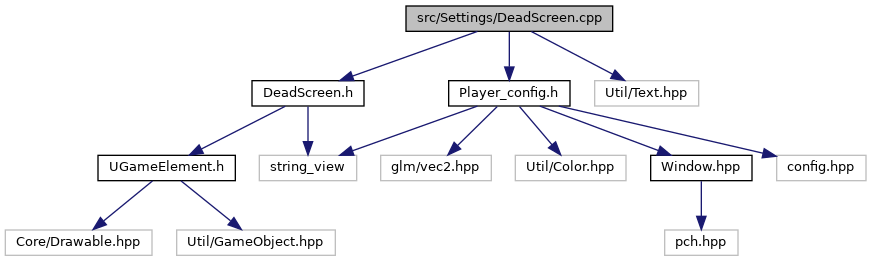 src/Settings/DeadScreen.cpp
DeadScreen.h
Player_config.h
Util/Text.hpp
UGameElement.h
string_view
glm/vec2.hpp
Util/Color.hpp
Window.hpp
config.hpp
Core/Drawable.hpp
Util/GameObject.hpp
pch.hpp